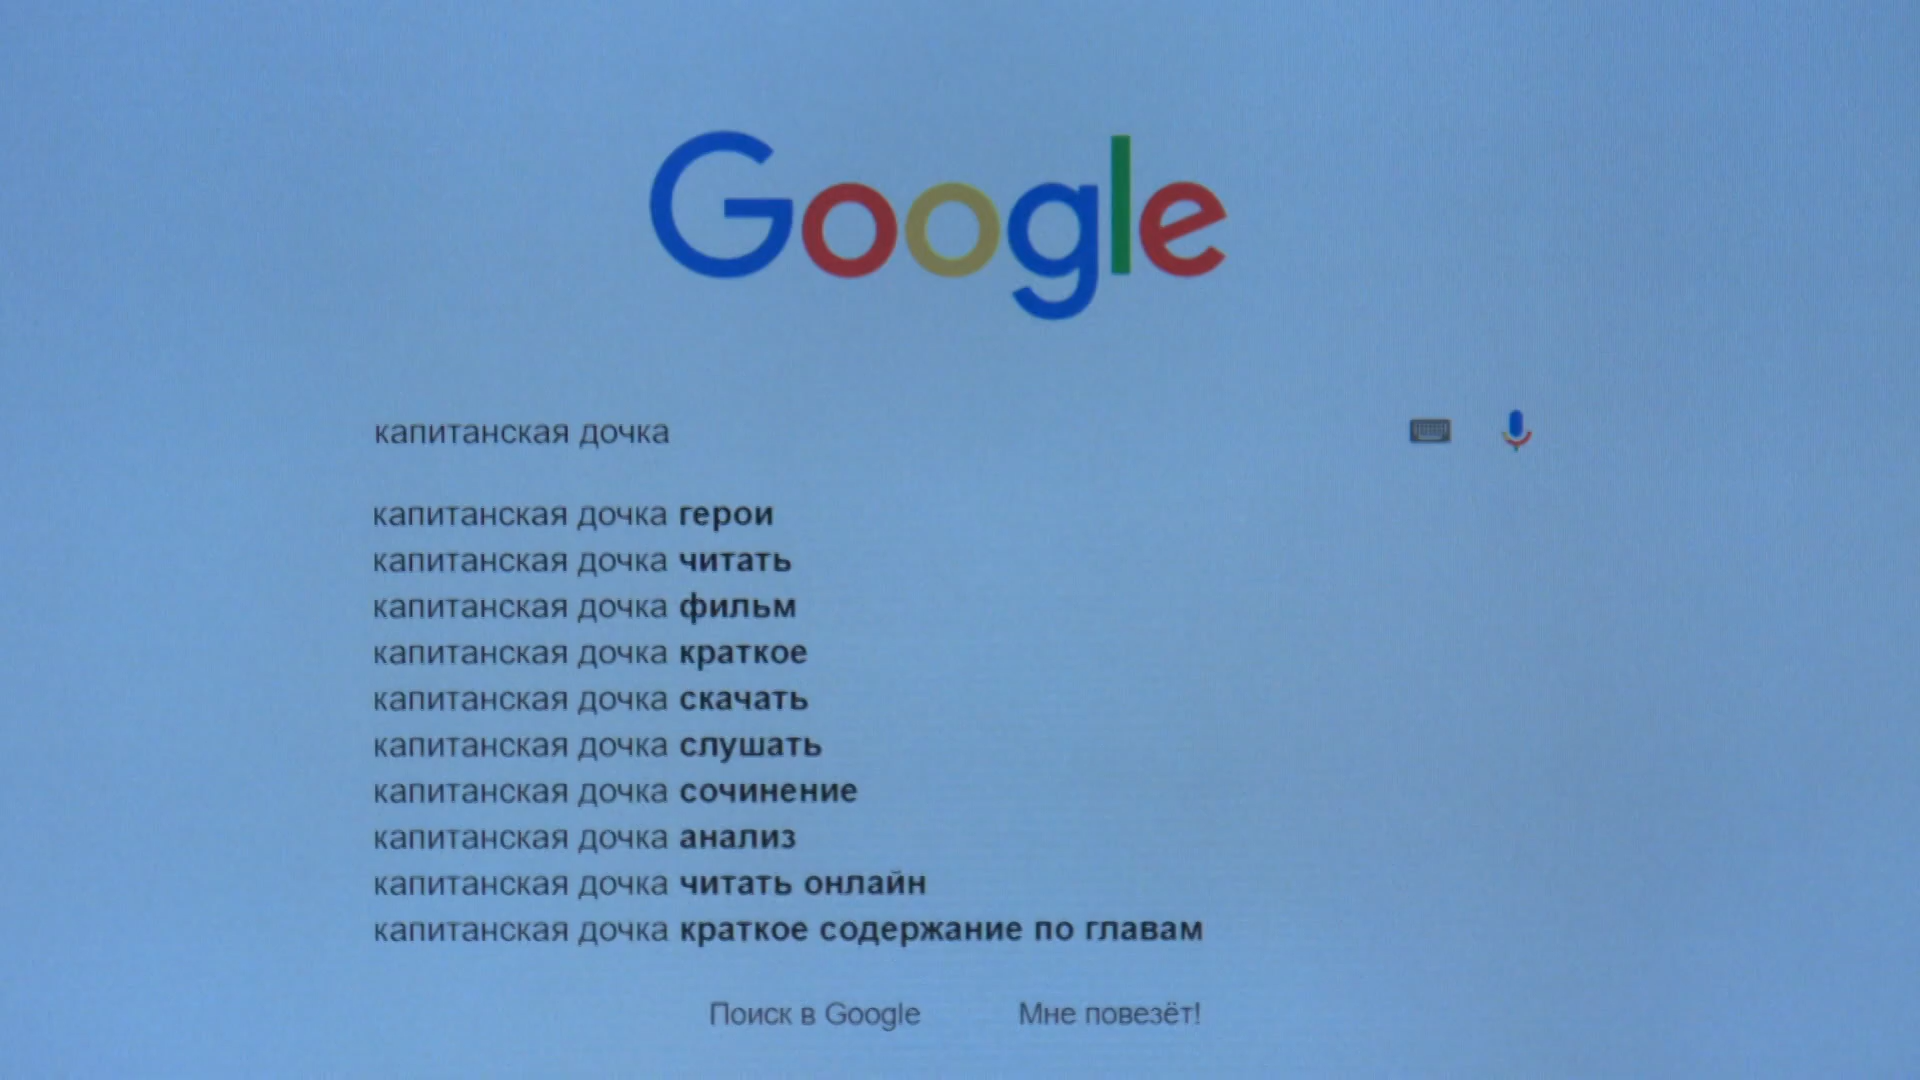 Google
капитанская дочка
капитанская дочка герои
капитанская дочка читать
капитанская дочка фильм
капитанская дочка краткое
капитанская дочка скачать
капитанская дочка слушать
капитанская дочка сочинение
капитанская дочка анализ
капитанская дочка читать онлайн
капитанская дочка краткое содержание по главам
Поиск в Google Мне повезёт!